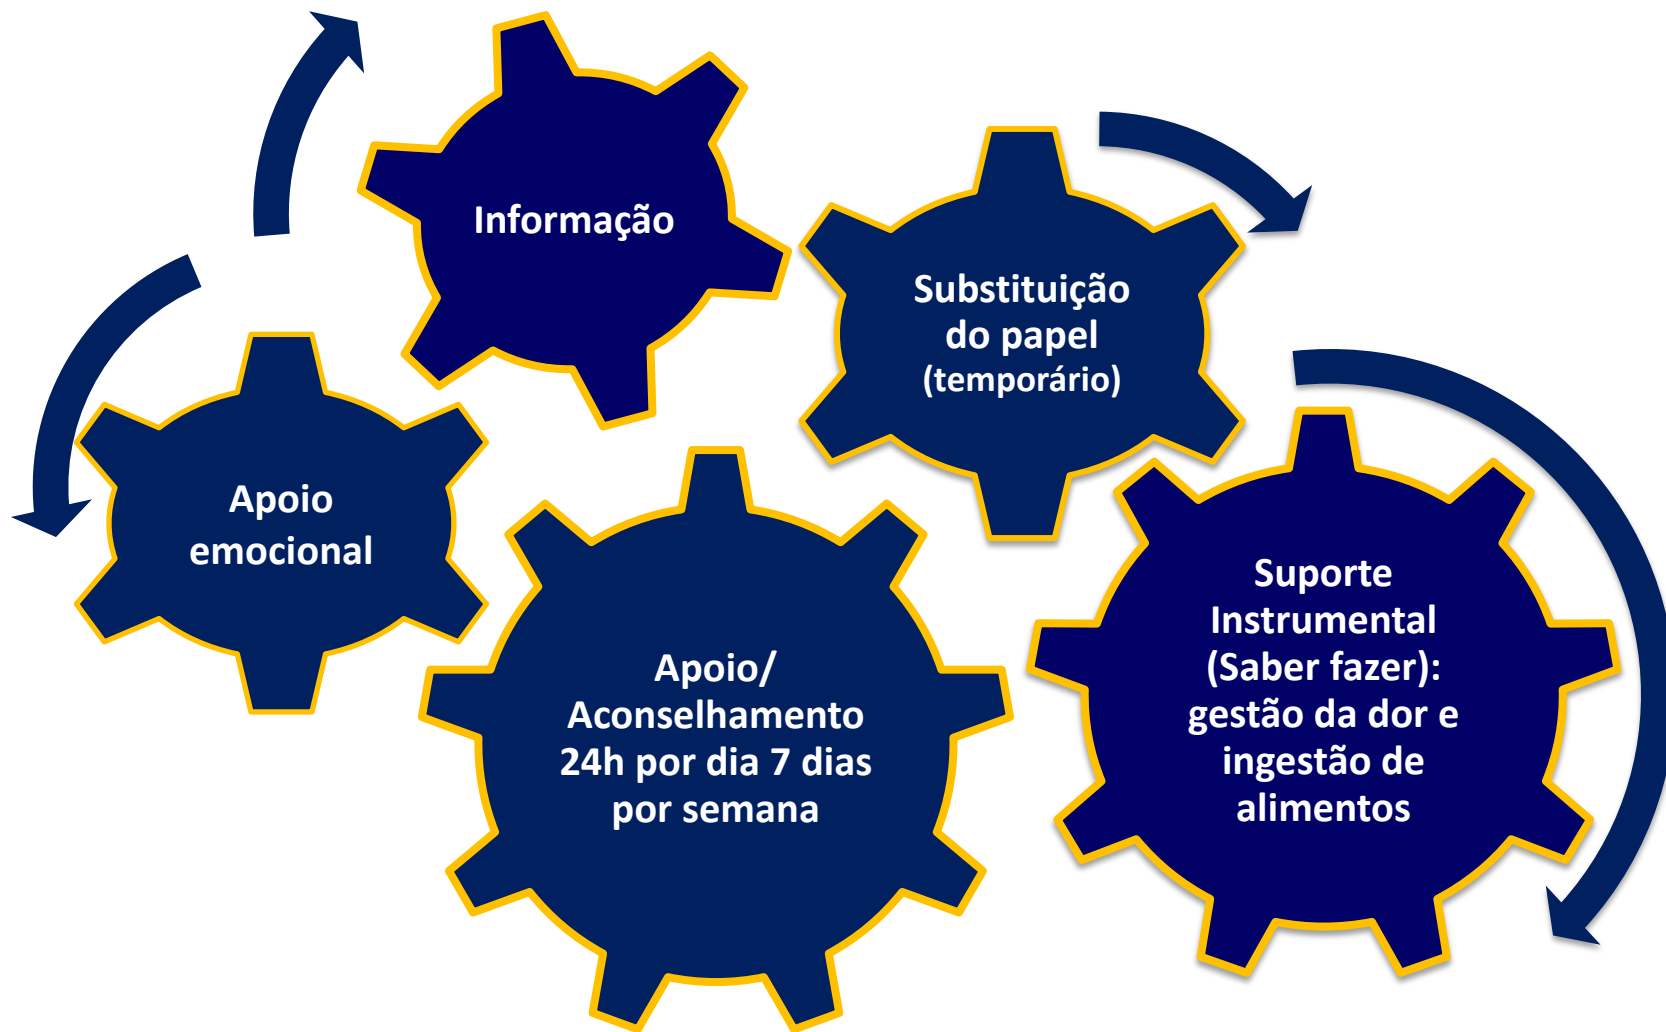 Informação
Substituição
do papel
(temporário)
Apoio
emocional
Apoio/
Aconselhamento
24h por dia 7 dias
por semana
Suporte
Instrumental
(Saber fazer):
gestão da dor e
ingestão de
alimentos